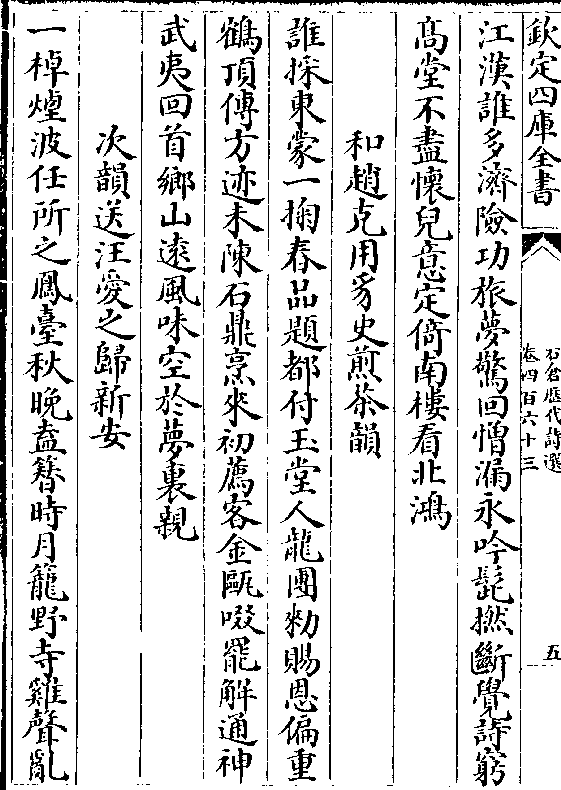 欽定四庫全書
石倉歷代詩選
卷四百六十三
五
江漢誰多濟險功旅夢驚回憎漏永吟髭撚斷覺詩窮
髙堂不盡懷兒意定倚南樓看北鴻
和趙克用豸史煎茶韻
誰採東蒙一掬春品題都付玉堂人龍團勑賜恩偏重
鶴頂傳方迹未陳石鼎烹來初薦客金甌啜罷解通神
武夷回首鄉山遠風味空於夢裏親
次韻送汪愛之歸新安
一棹煙波任所之鳳臺秋晚盍簪時月籠野寺雞聲亂